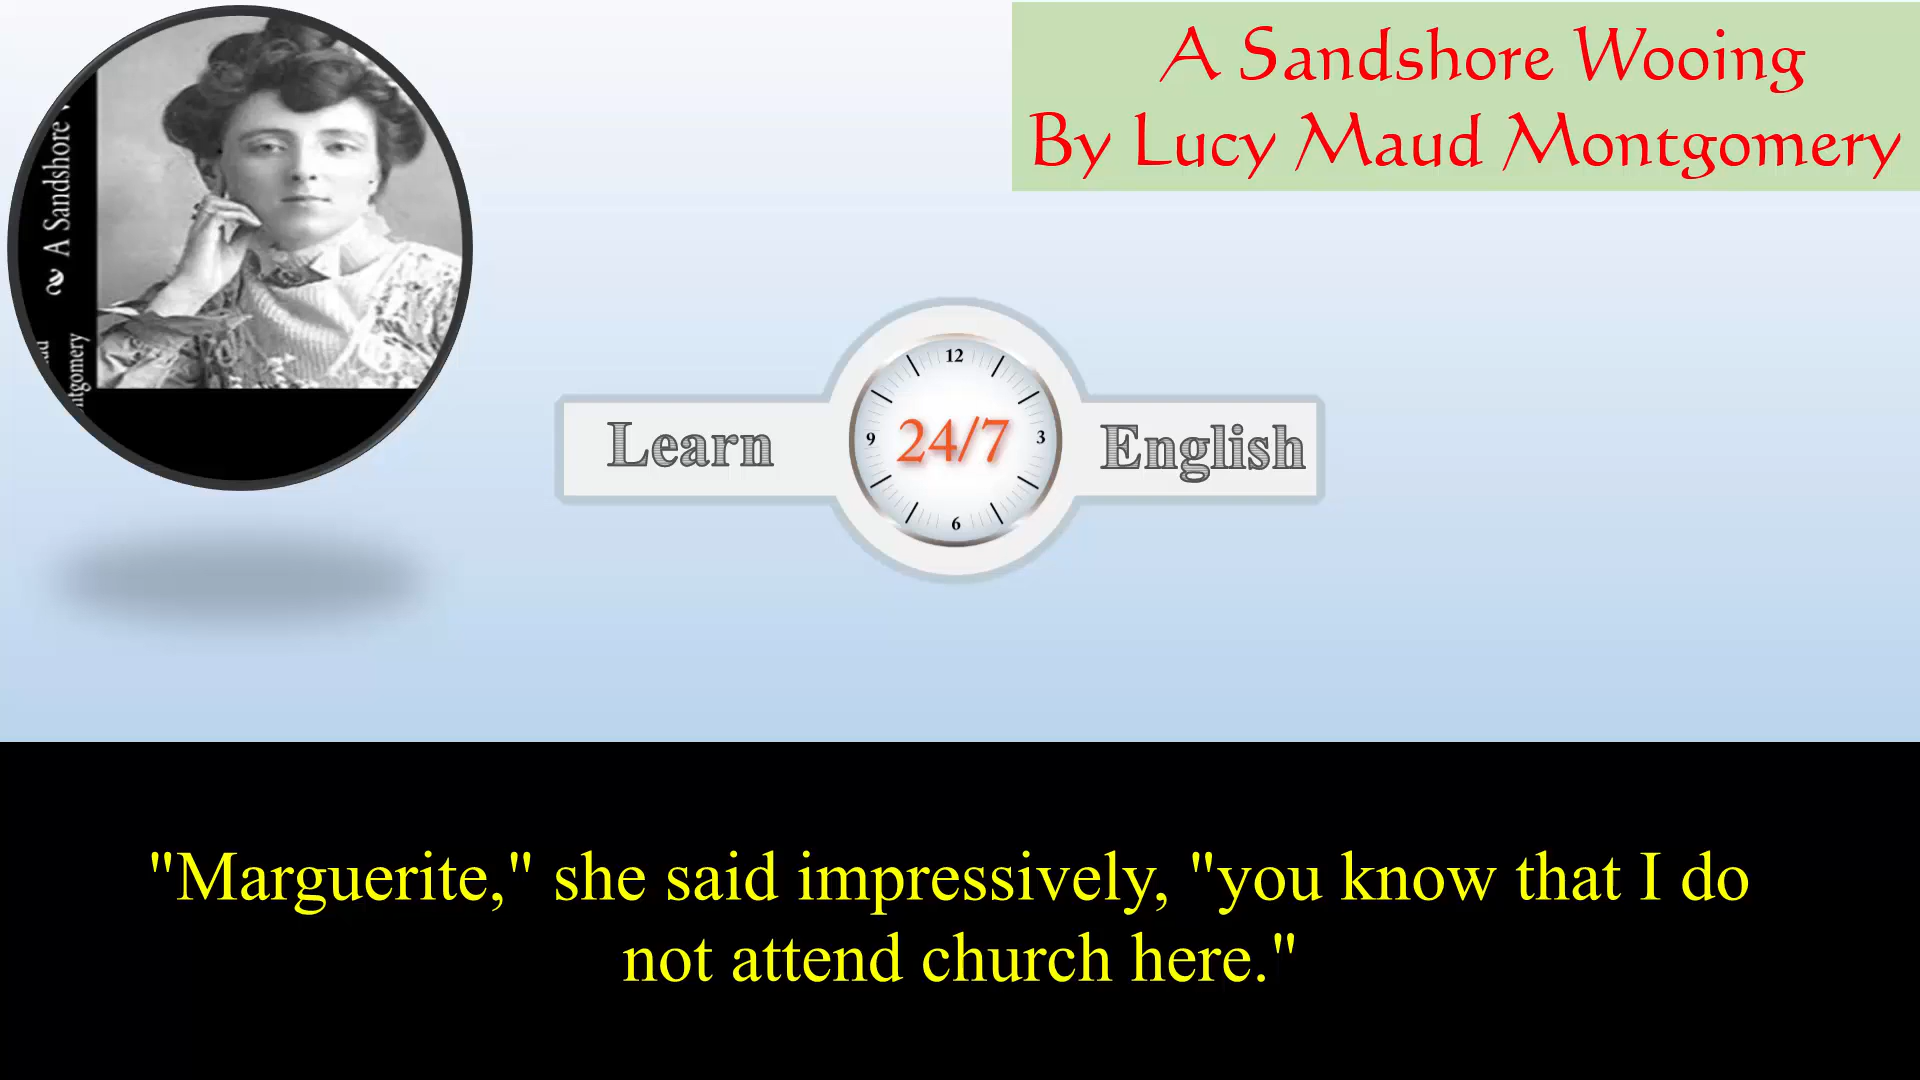 A Sandshore Wooing
By Lucy Maud Montgomery
A Sandshore
ntgomery
12
Learn
9
24/7
3
English
6
"Marguerite," she said impressively, "you know that I do
not attend church here."